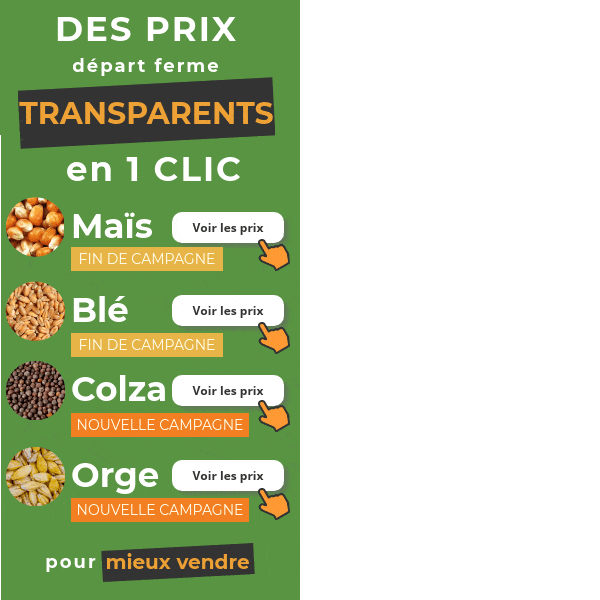 DES PRIX
départ ferme
TRANSPARENTS
en 1 CLIC
Maïs
Voir les prix
FIN DE CAMPAGNE
Blé
Voir les prix
FIN DE CAMPAGNE
Colza
Voir les prix
NOUVELLE CAMPAGNE
Orge
Voir les prix
NOUVELLE CAMPAGNE
pour mieux vendre